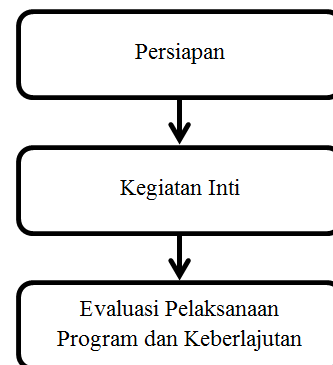 Persiapan
Kegiatan Inti
Evaluasi Pelaksanaan
Program dan Keberlajutan